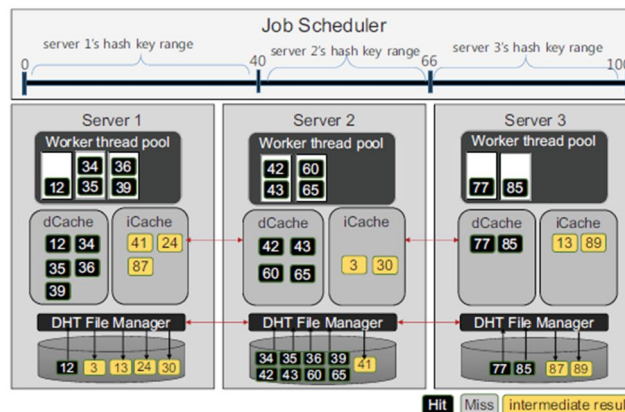 Job Scheduler
server 1's hash key range
server 2's hash key range
server 3's hash key range
0 40 66 100
Server 1
Worker thread pool
34 36
12 35 39
dCache
12 34
35 36
39
iCache
41 24
87
DHT File Manager
12 3 13 24 30
Server 2
Worker thread pool
42 60
43 65
dCache
42 43
60 65
iCache
3 30
DHT File Manager
34 35 36 39
42 43 60 65
41
Server 3
Worker thread pool
77 85
dCache
77 85
iCache
13 89
DHT File Manager
77 85 87 89
Hit Miss intermediate result